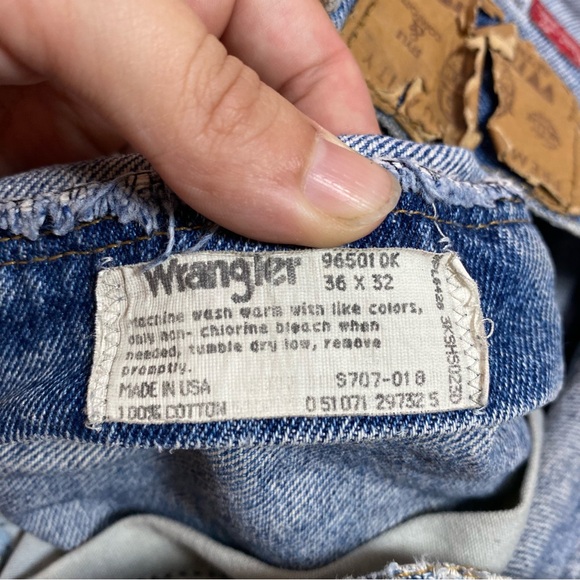 Wrangler 96501DK
36 X 32
Machine wash warm with like colors,
only non- chlorine bleach when
needed, tumble dry low, remove
promptly.
MADE IN USA S707-018
100% COTTON 0 51071 29732 5